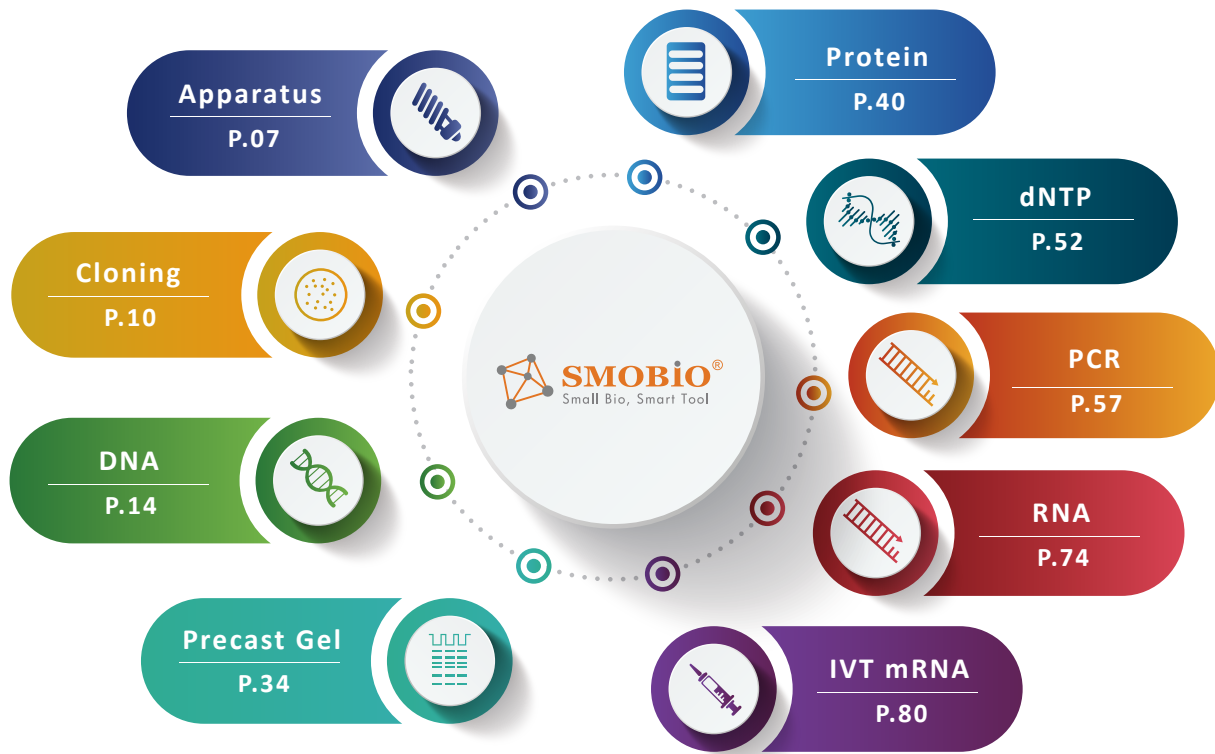 Apparatus
P.07
Cloning
P.10
DNA
P.14
Precast Gel
P.34
SMOBiO®
Small Bio, Smart Tool
Protein
P.40
dNTP
P.52
PCR
P.57
RNA
P.74
IVT mRNA
P.80